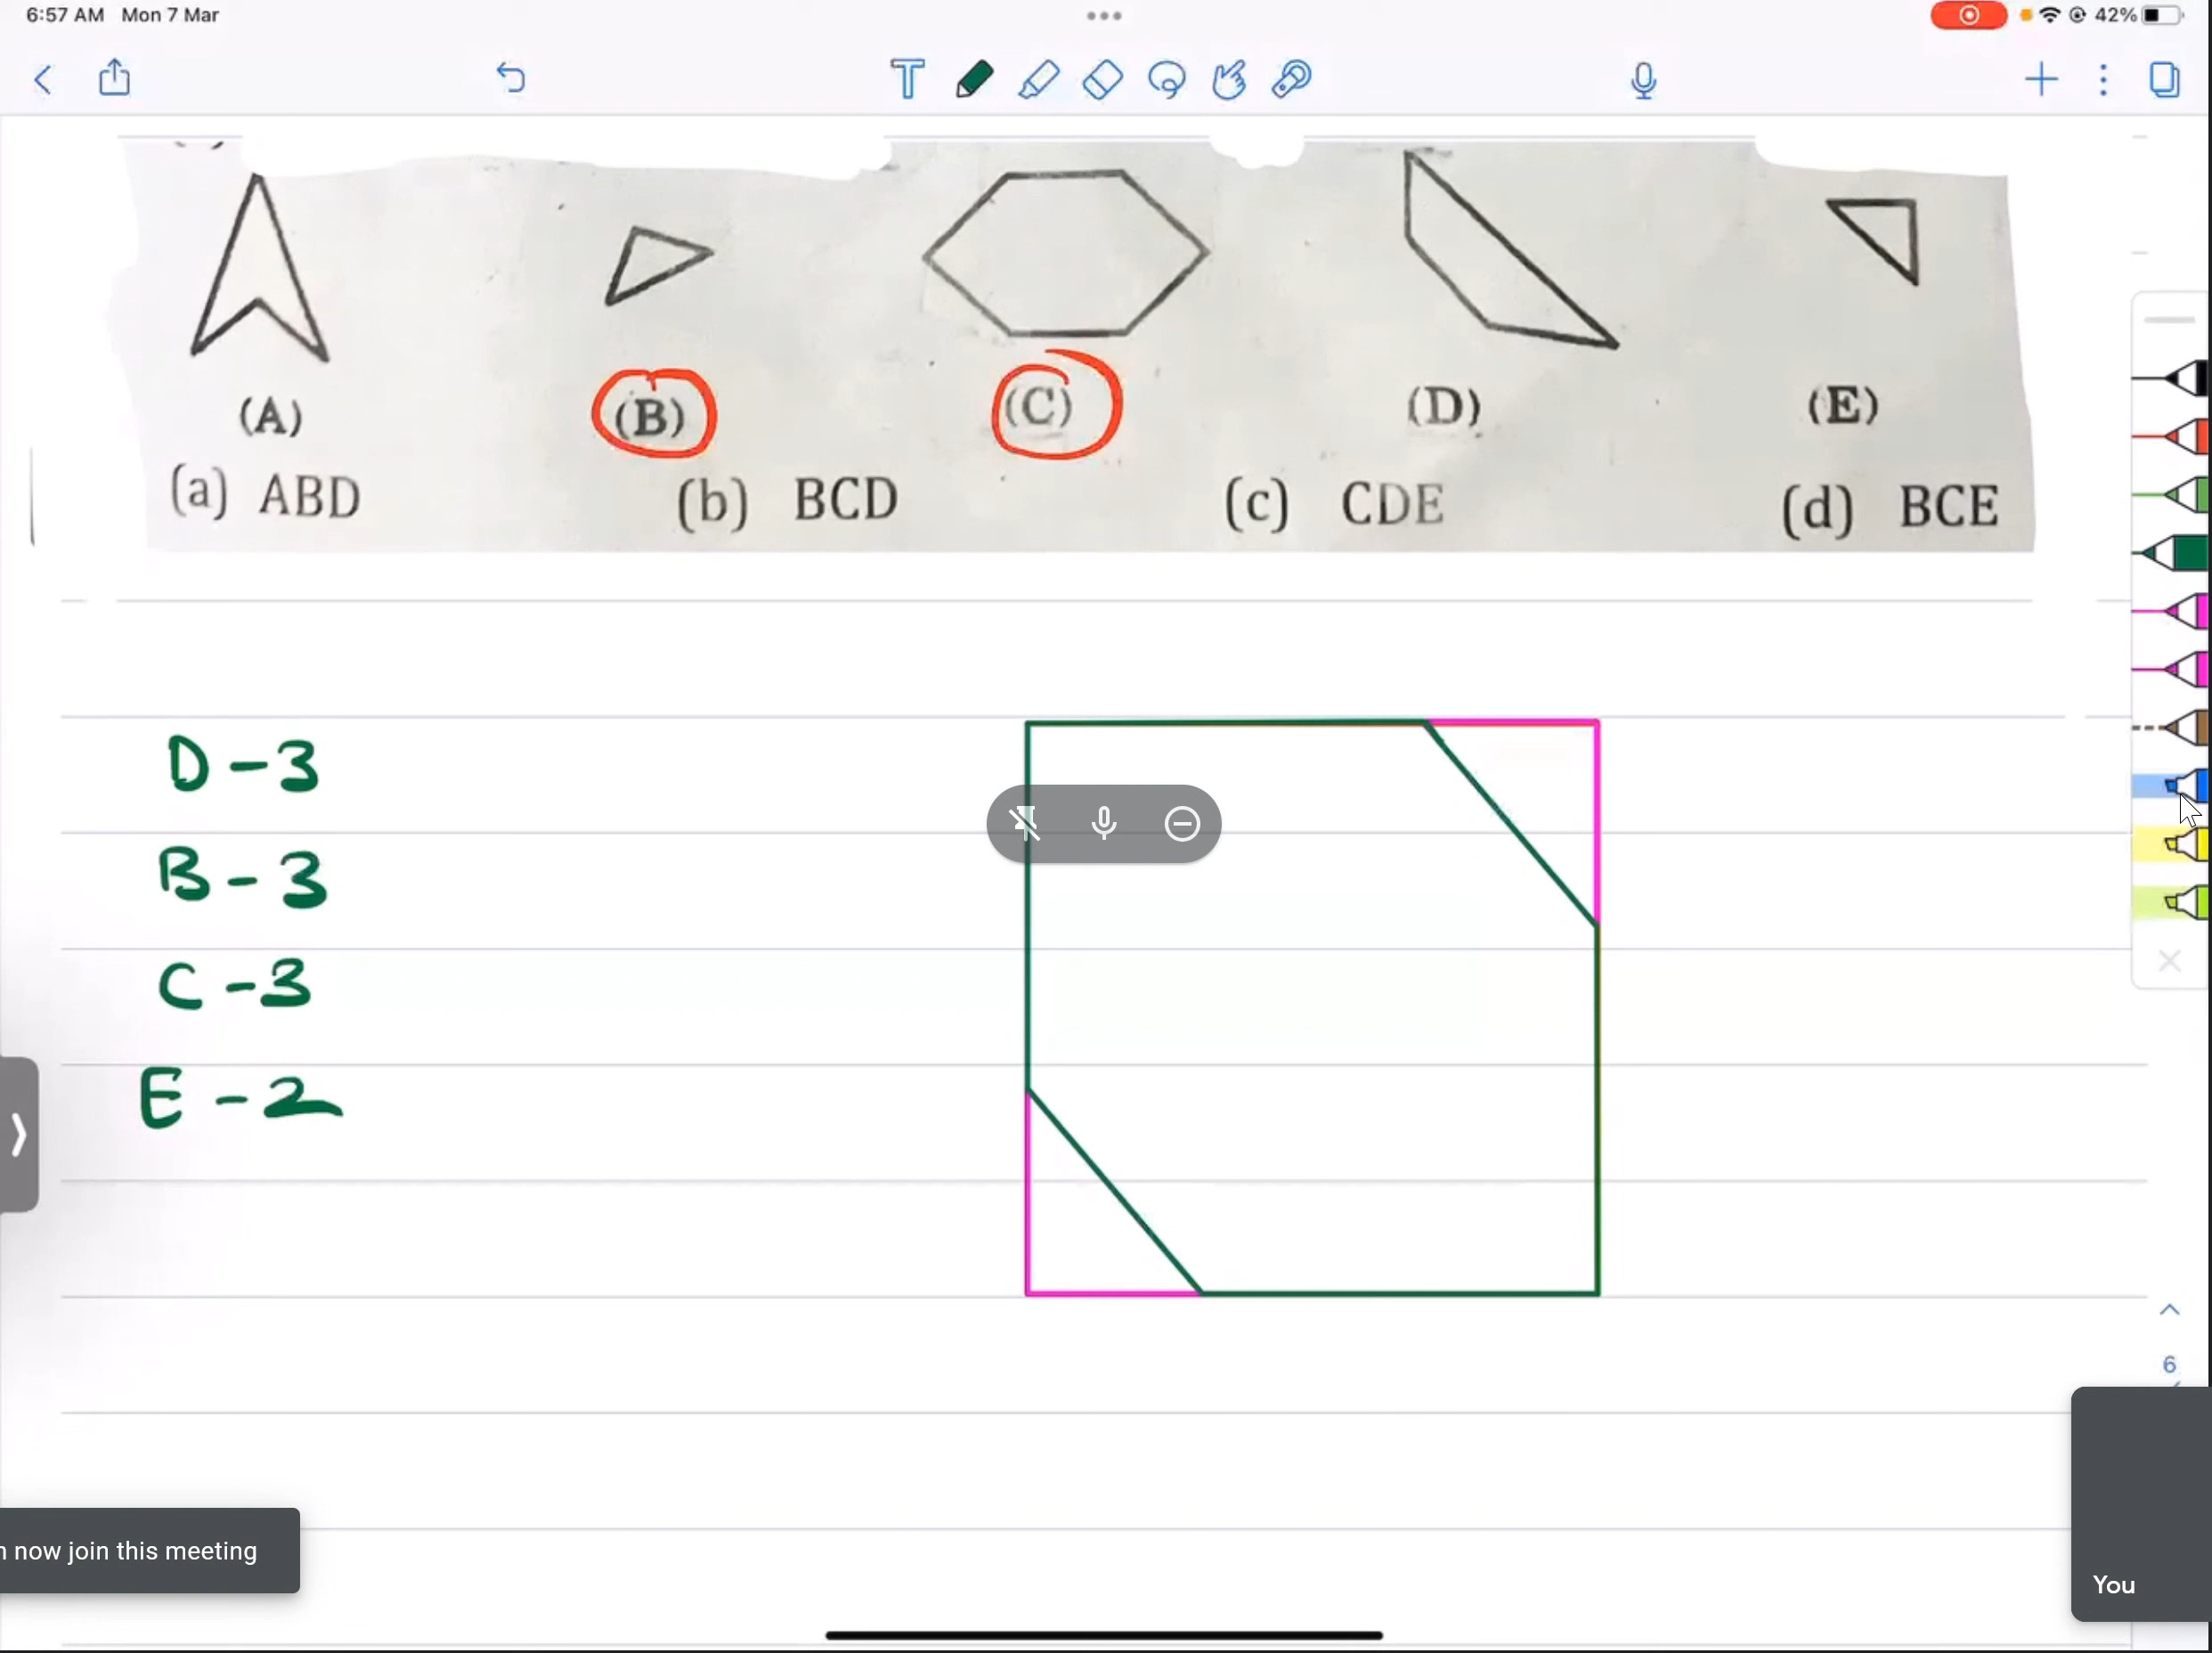 6:57 AM Mon 7 Mar
42%
T
(A) (B) (C) (D) (E)
(a) ABD (b) BCD (c) CDE (d) BCE
D - 3
B - 3
C - 3
E - 2
6
now join this meeting
You